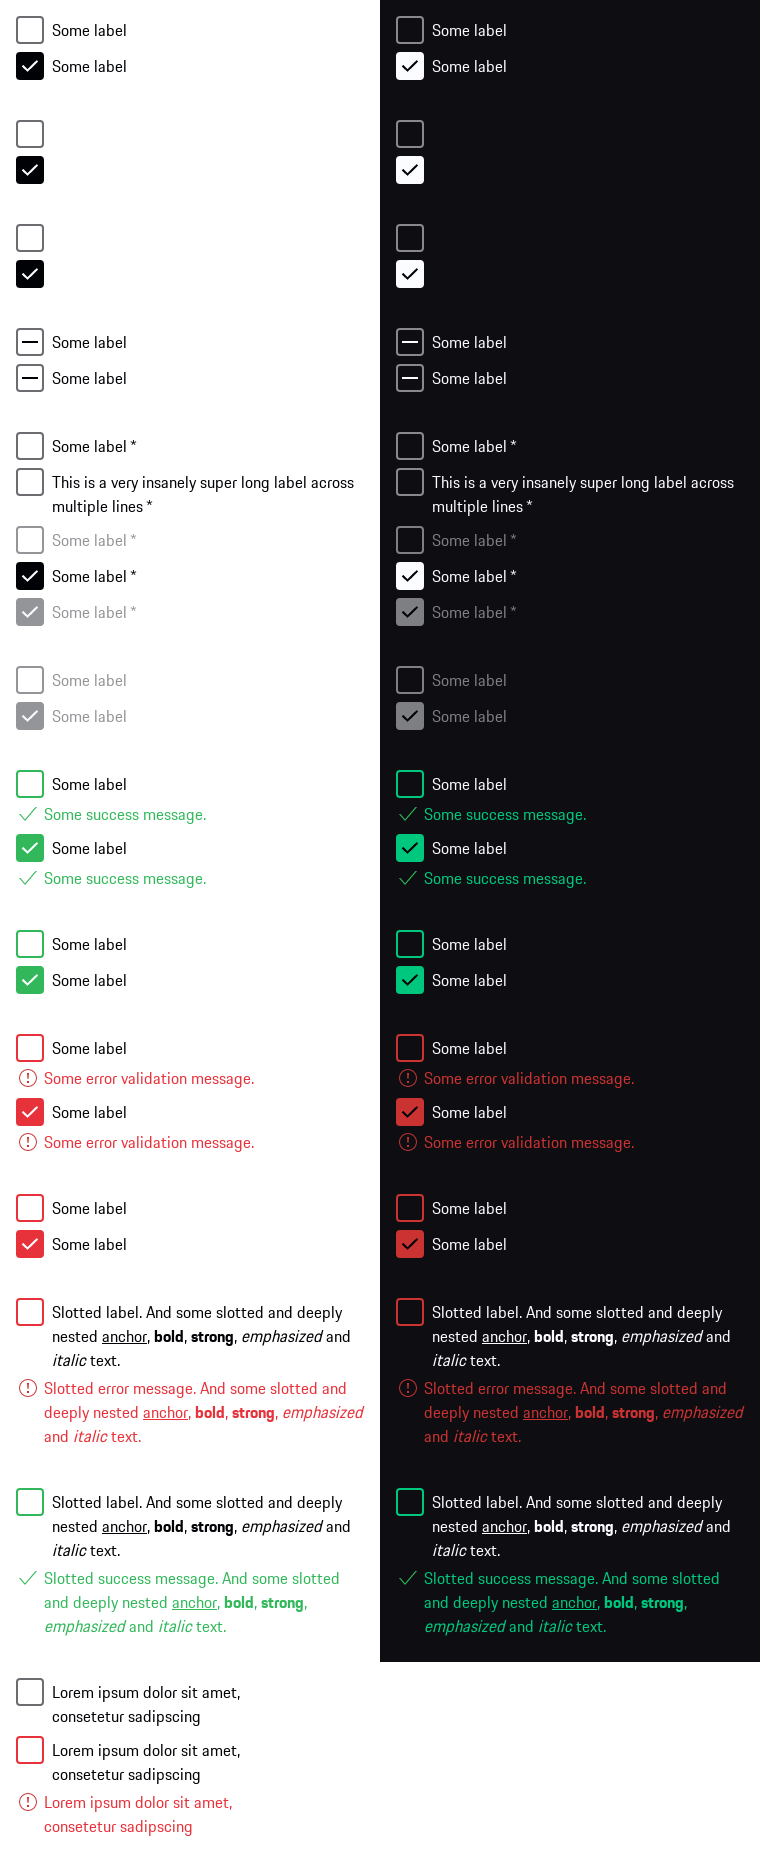 Some label
Some label
Some label
Some label
Some label *
This is a very insanely super long label across
multiple lines *
Some label *
Some label *
Some label *
Some label
Some label
Some label
Some success message.
Some label
Some success message.
Some label
Some label
Some label
Some error validation message.
Some label
Some error validation message.
Some label
Some label
Slotted label. And some slotted and deeply
nested anchor, bold, strong, emphasized and
italic text.
Slotted error message. And some slotted and
deeply nested anchor, bold, strong, emphasized
and italic text.
Slotted label. And some slotted and deeply
nested anchor, bold, strong, emphasized and
italic text.
Slotted success message. And some slotted
and deeply nested anchor, bold, strong,
emphasized and italic text.
Lorem ipsum dolor sit amet,
consetetur sadipscing
Lorem ipsum dolor sit amet,
consetetur sadipscing
Lorem ipsum dolor sit amet,
consetetur sadipscing
Some label
Some label
Some label
Some label
Some label *
This is a very insanely super long label across
multiple lines *
Some label *
Some label *
Some label *
Some label
Some label
Some label
Some success message.
Some label
Some success message.
Some label
Some label
Some label
Some error validation message.
Some label
Some error validation message.
Some label
Some label
Slotted label. And some slotted and deeply
nested anchor, bold, strong, emphasized and
italic text.
Slotted error message. And some slotted and
deeply nested anchor, bold, strong, emphasized
and italic text.
Slotted label. And some slotted and deeply
nested anchor, bold, strong, emphasized and
italic text.
Slotted success message. And some slotted
and deeply nested anchor, bold, strong,
emphasized and italic text.